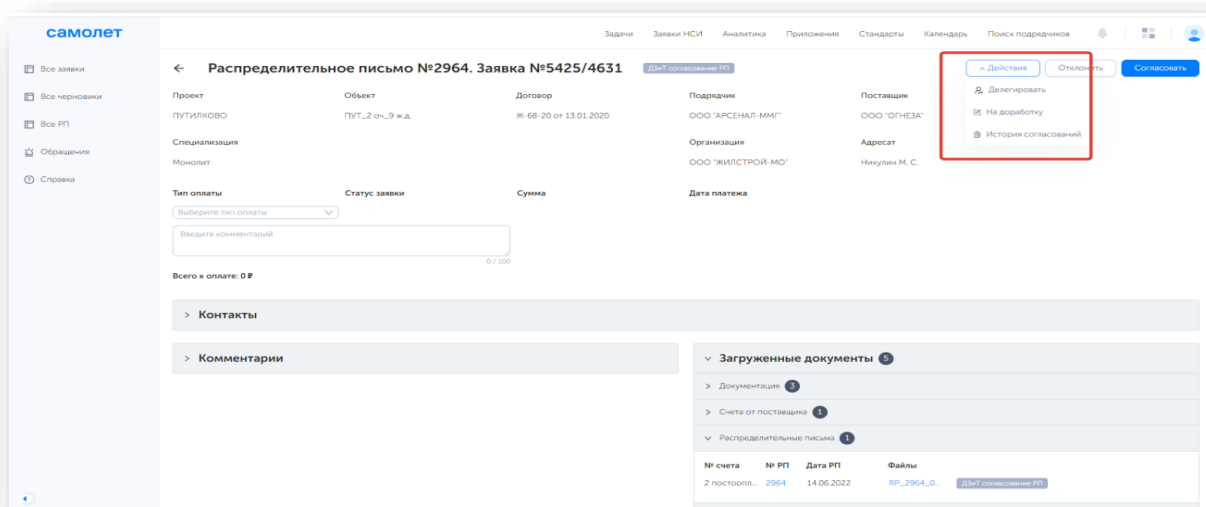 самолет
Задачи Заявки НСИ Аналитика Приложения Стандарты Календарь Поиск подрядчиков
Все заявки
Все черновики
Все РП
Обращения
Справка
← Распределительное письмо №2964. Заявка №5425/4631 ДЗиТ согласование РП Действия Отклонить Согласовать
Делегировать
На доработку
История согласований
Проект Объект Договор Подрядчик Поставщик
ПУТИЛКОВО ПУТ_2 оч_9 ж.д. Ж-68-20 от 13.01.2020 ООО "АРСЕНАЛ-ММГ" ООО "ОГНЕЗА"
Специализация Организация Адресат
Монолит ООО "ЖИЛСТРОЙ-МО" Никулин М. С.
Тип оплаты Статус заявки Сумма Дата платежа
Выберите тип оплаты
Введите комментарий
0 / 100
Всего к оплате: 0 ₽
> Контакты
> Комментарии
Загруженные документы 5
> Документация 3
> Счета от поставщика 1
Распределительные письма 1
№ счета № РП Дата РП Файлы
2 постоопл... 2964 14.06.2022 RP_2964_0... ДЗиТ согласование РП